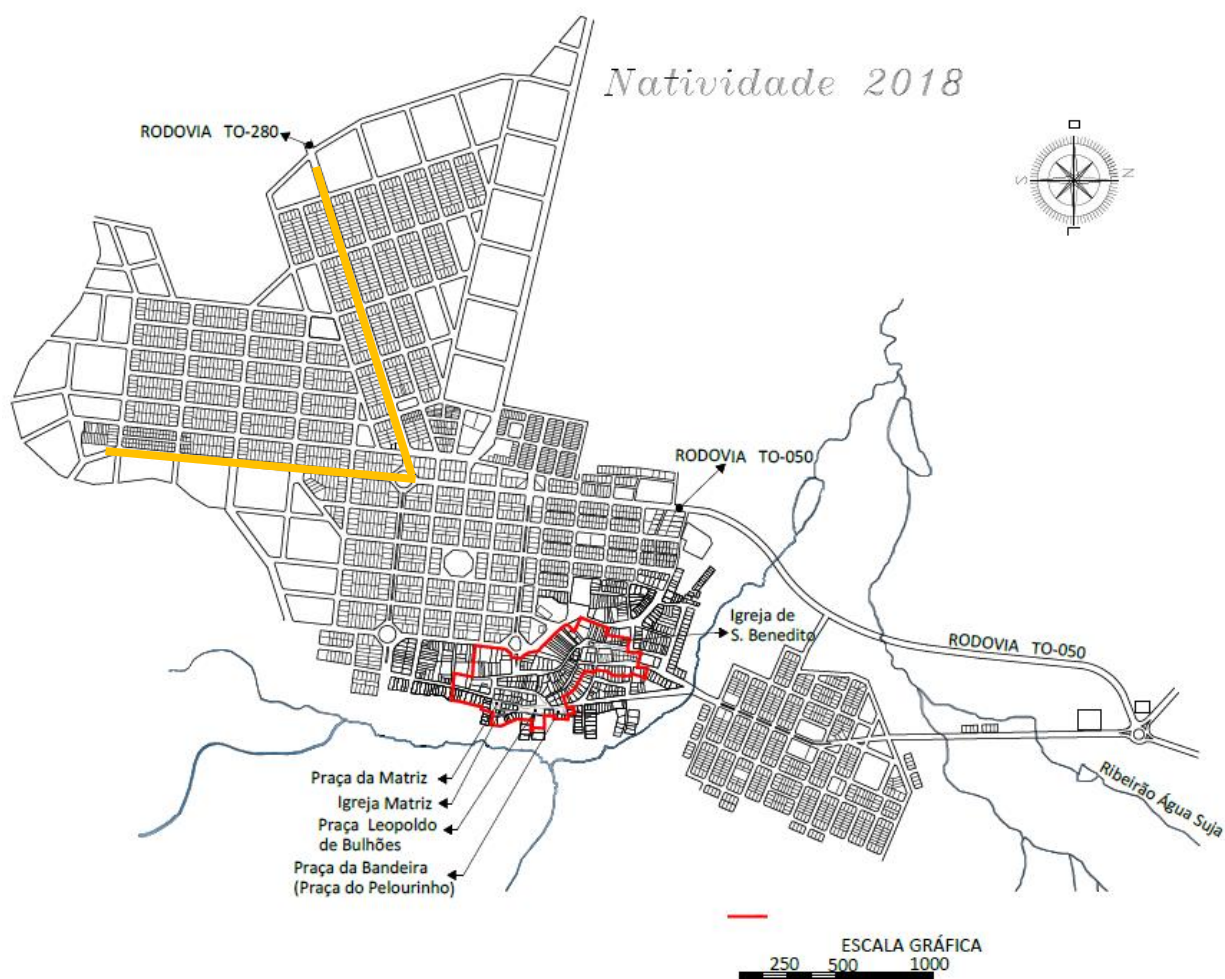 Natividade 2018
RODOVIA TO-280
S
N
RODOVIA TO-050
Igreja de
S. Benedito
RODOVIA TO-050
Ribeirão Água Suja
Praça da Matriz
Igreja Matriz
Praça Leopoldo
de Bulhões
Praça da Bandeira
(Praça do Pelourinho)
ESCALA GRÁFICA
250 500 1000